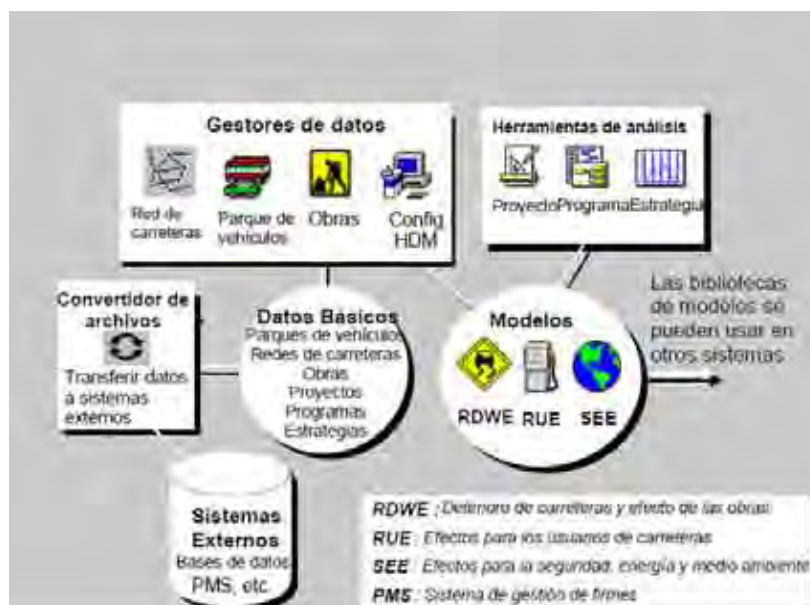 Gestores de datos
Red de
carreteras
Parque de
vehículos
Obras
Config
HDM
Herramientas de análisis
Proyecto Programa Estrategia
Convertidor de
archivos
Transferir datos
a sistemas
externos
Datos Básicos
Parques de vehículos
Redes de carreteras
Obras
Proyectos
Programas
Estrategias
Modelos
RDWE RUE SEE
Las bibliotecas
de modelos se
pueden usar en
otros sistemas
Sistemas
Externos
Bases de datos
PMS, etc.
RDWE : Deterioro de carreteras y efecto de las obras
RUE : Efectos para los usuarios de carreteras
SEE : Efectos para la seguridad, energía y medio ambiente
PMS : Sistema de gestión de firmes